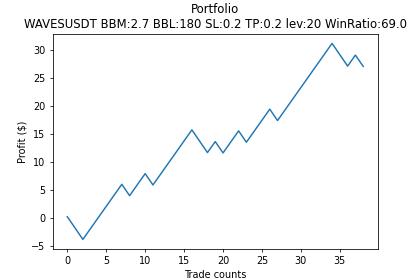 Portfolio
WAVESUSDT BBM:2.7 BBL:180 SL:0.2 TP:0.2 lev:20 WinRatio:69.0
30
25
20
15
10
5
0
−5
Profit ($)
0 5 10 15 20 25 30 35
Trade counts